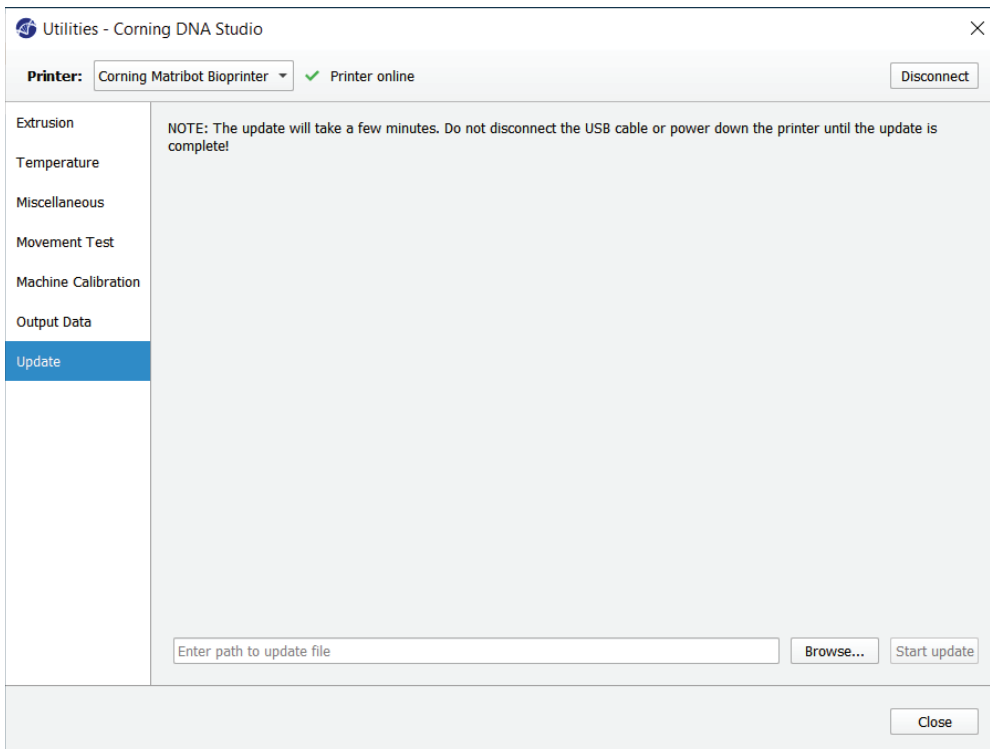 Utilities - Corning DNA Studio
Printer: Corning Matribot Bioprinter Printer online Disconnect
Extrusion
Temperature
Miscellaneous
Movement Test
Machine Calibration
Output Data
Update
NOTE: The update will take a few minutes. Do not disconnect the USB cable or power down the printer until the update is
complete!
Enter path to update file Browse... Start update
Close